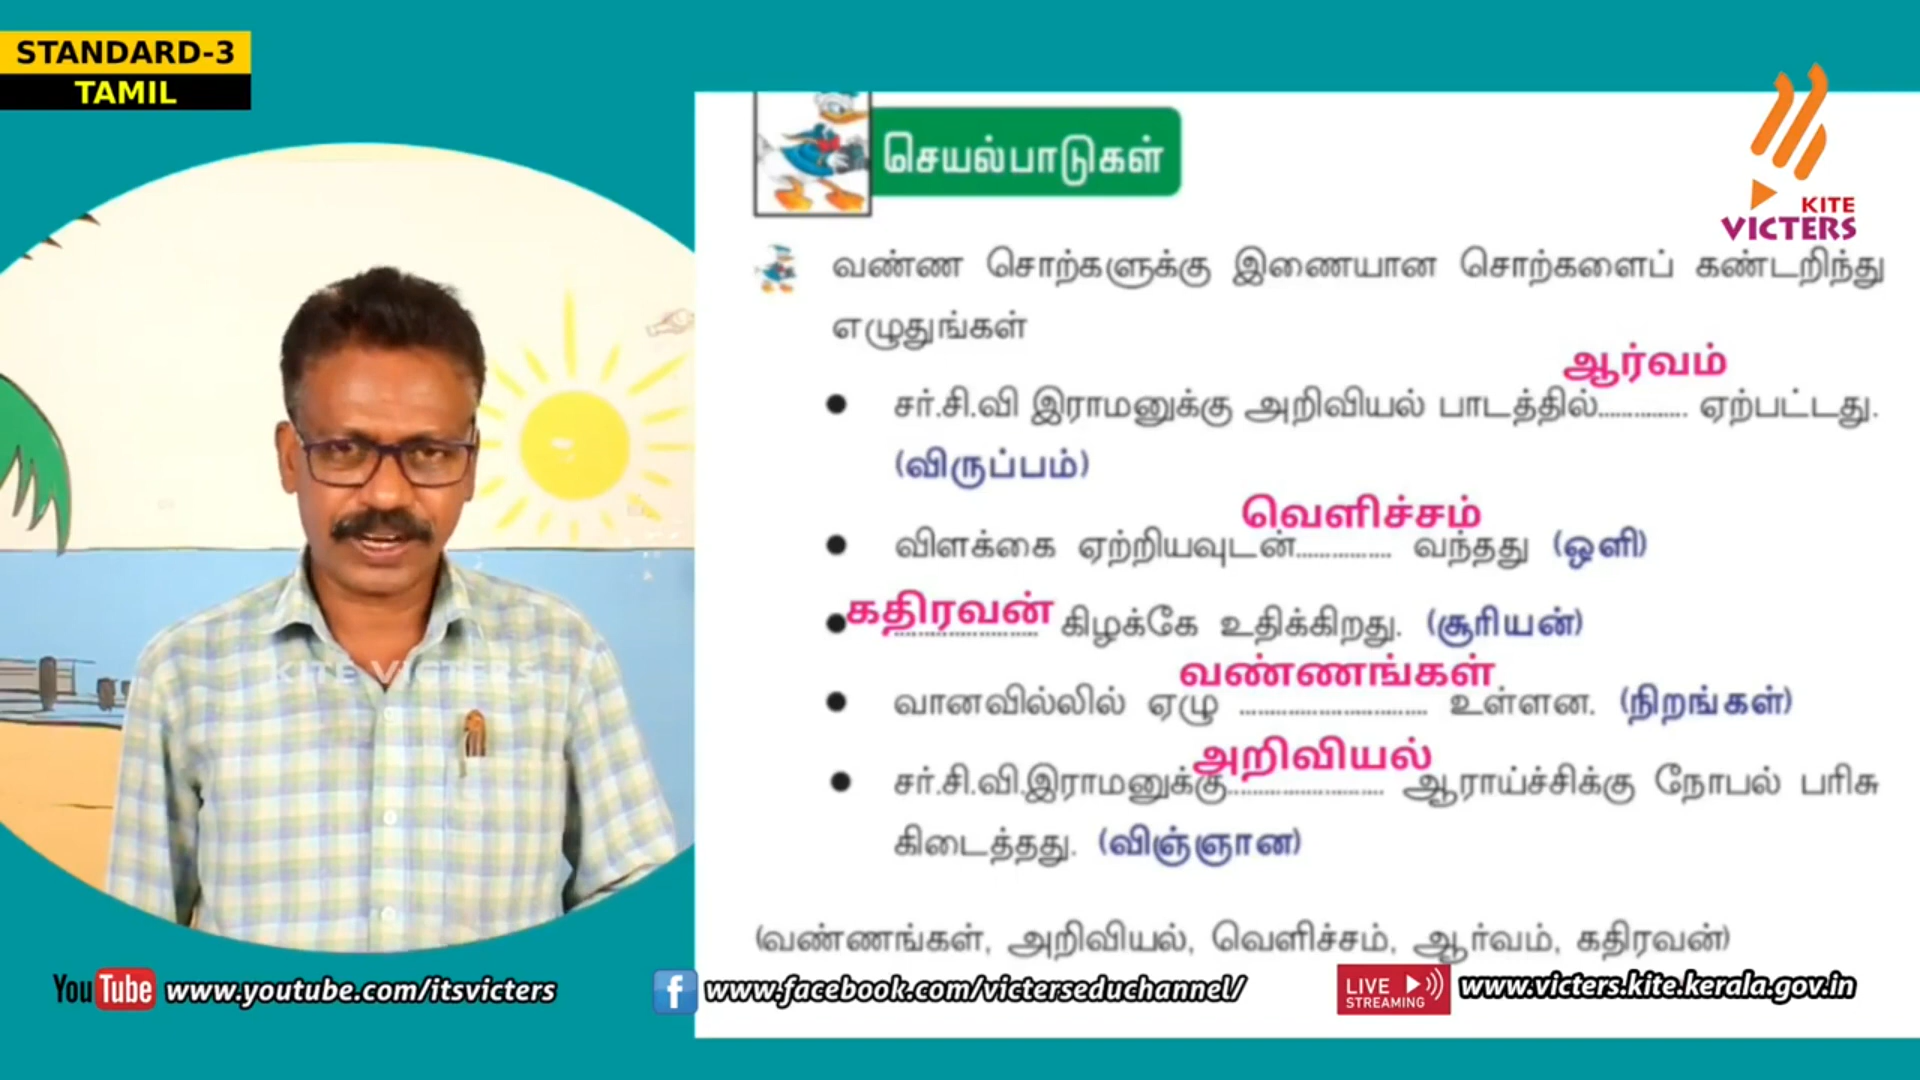 STANDARD-3
TAMIL
KITE
VICTERS
செயல்பாடுகள்
வண்ண சொற்களுக்கு இணையான சொற்களைப் கண்டறிந்து
எழுதுங்கள்
ஆர்வம்
சர்.சி.வி இராமனுக்கு அறிவியல் பாடத்தில்............... ஏற்பட்டது.
(விருப்பம்)
வெளிச்சம்
விளக்கை ஏற்றியவுடன்................ வந்தது (ஒளி)
கதிரவன்
........................ கிழக்கே உதிக்கிறது. (சூரியன்)
வண்ணங்கள்
வானவில்லில் ஏழு ................................ உள்ளன. (நிறங்கள்)
அறிவியல்
சர்.சி.வி.இராமனுக்கு.......................... ஆராய்ச்சிக்கு நோபல் பரிசு
கிடைத்தது. (விஞ்ஞான)
(வண்ணங்கள், அறிவியல், வெளிச்சம், ஆர்வம், கதிரவன்)
KITE VICTERS
YouTube www.youtube.com/itsvicters
f www.facebook.com/victerseduchannel/
LIVE STREAMING www.victers.kite.kerala.gov.in